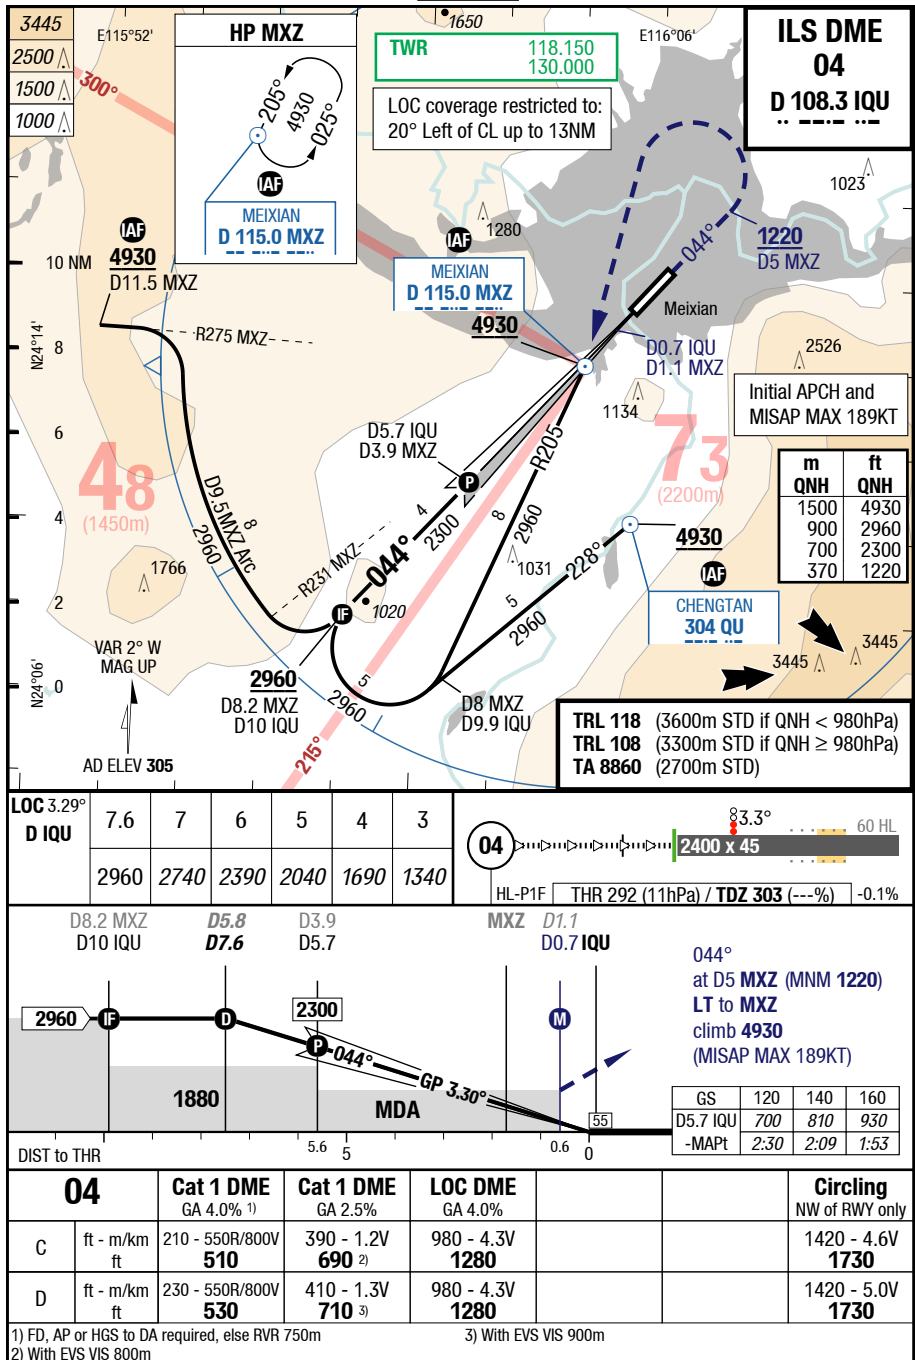 3445
2500
1500
1000
E115°52'
HP MXZ
205°
4930
025°
IAF
MEIXIAN
D 115.0 MXZ
1650
E116°06'
TWR 118.150
130.000
LOC coverage restricted to:
20° Left of CL up to 13NM
ILS DME
04
D 108.3 IQU
300°
1023
IAF
4930
D11.5 MXZ
10 NM
IAF
1280
MEIXIAN
D 115.0 MXZ
4930
044°
1220
D5 MXZ
Meixian
N24°14'
8
R275 MXZ
D0.7 IQU
D1.1 MXZ
2526
1134
Initial APCH and
MISAP MAX 189KT
6
D5.7 IQU
D3.9 MXZ
P
R205
48
(1450m)
73
(2200m)
m ft
QNH QNH
1500 4930
900 2960
700 2300
370 1220
D9.5 MXZ Arc
8
2960
4
4
2300
044°
8
2960
R231 MXZ
1031
228°
4930
IAF
CHENGTAN
304 QU
1766
2
IF
1020
5
2960
3445
3445
VAR 2° W
MAG UP
2960
D8.2 MXZ
D10 IQU
5
2960
215°
D8 MXZ
D9.9 IQU
N24°06'
0
AD ELEV 305
TRL 118 (3600m STD if QNH < 980hPa)
TRL 108 (3300m STD if QNH ≥ 980hPa)
TA 8860 (2700m STD)
LOC 3.29°
D IQU
7.6 7 6 5 4 3
2960 2740 2390 2040 1690 1340
04
3.3°
60 HL
2400 x 45
HL-P1F
THR 292 (11hPa) / TDZ 303 (---%)
-0.1%
D8.2 MXZ D5.8 D3.9 MXZ D1.1
D10 IQU D7.6 D5.7 D0.7 IQU
2960
IF
D
2300
P
044°
GP 3.30°
M
1880
MDA
55
044°
at D5 MXZ (MNM 1220)
LT to MXZ
climb 4930
(MISAP MAX 189KT)
GS 120 140 160
D5.7 IQU 700 810 930
-MAPt 2:30 2:09 1:53
DIST to THR 5.6 5 0.6 0
04 Cat 1 DME Cat 1 DME LOC DME Circling
GA 4.0% 1) GA 2.5% GA 4.0% NW of RWY only
C ft - m/km 210 - 550R/800V 390 - 1.2V 980 - 4.3V 1420 - 4.6V
ft 510 690 2) 1280 1730
D ft - m/km 230 - 550R/800V 410 - 1.3V 980 - 4.3V 1420 - 5.0V
ft 530 710 3) 1280 1730
1) FD, AP or HGS to DA required, else RVR 750m 3) With EVS VIS 900m
2) With EVS VIS 800m